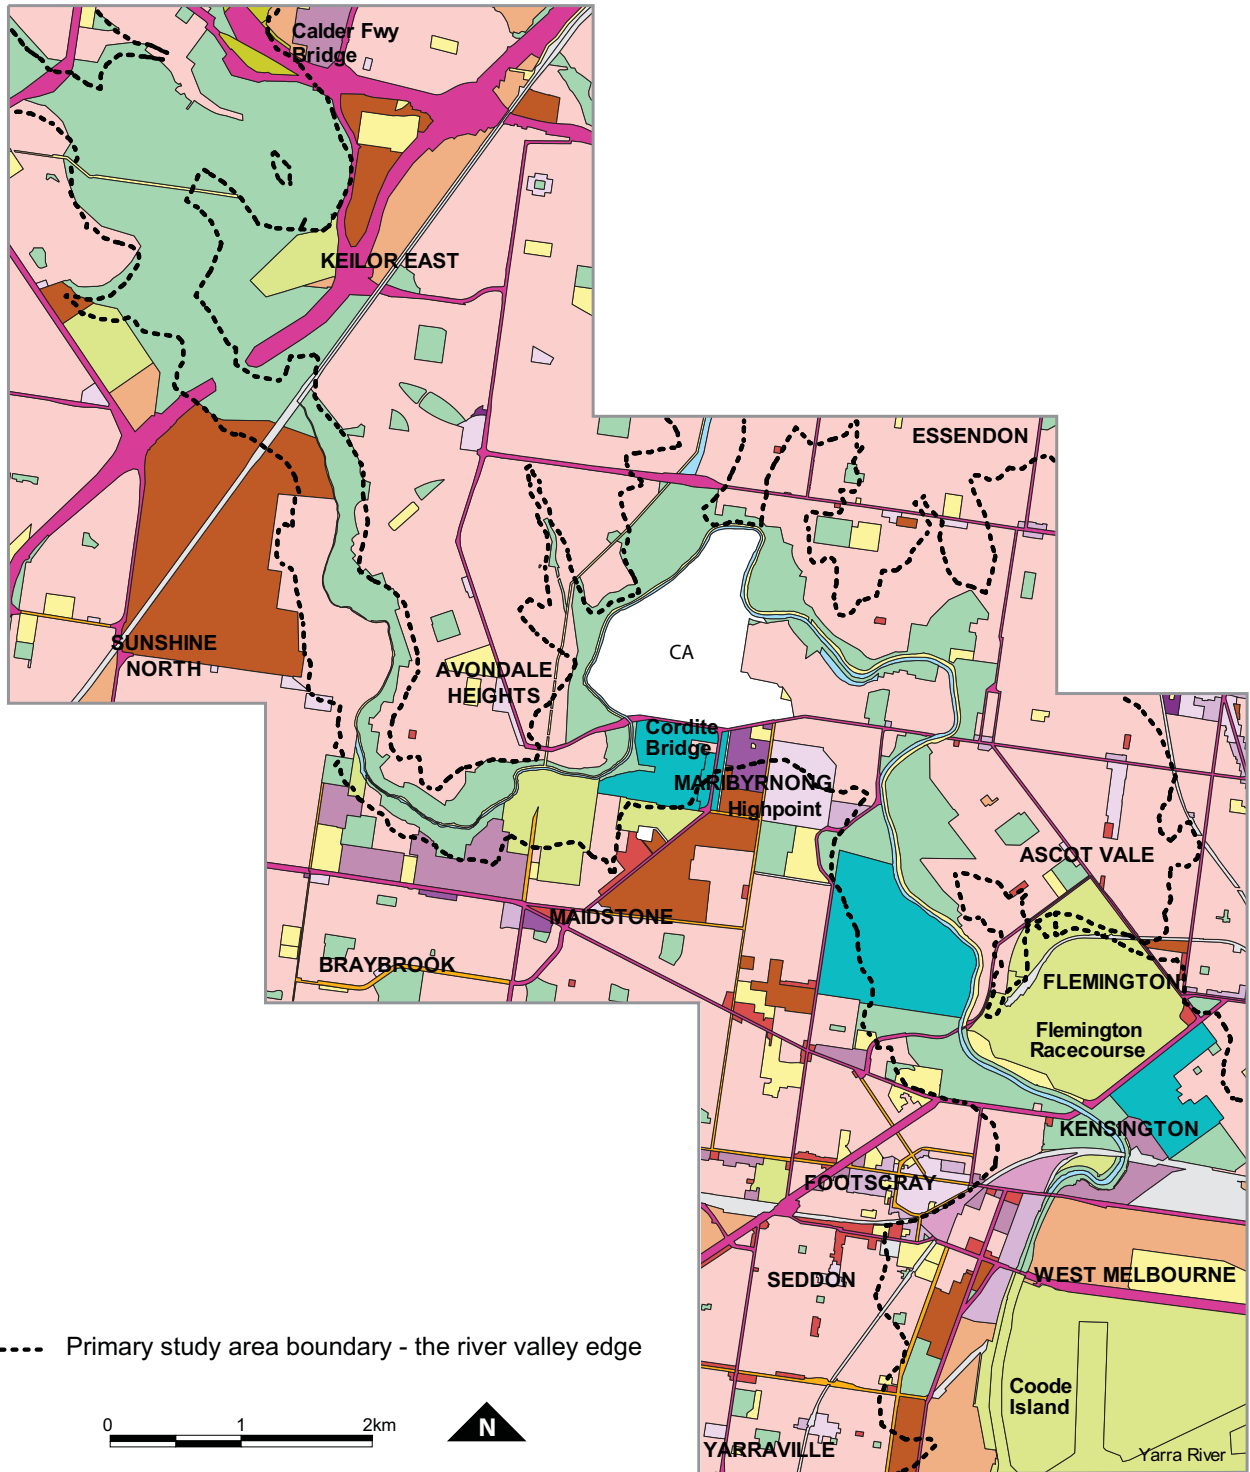 Calder Fwy
Bridge
KEILOR EAST
ESSENDON
SUNSHINE
NORTH
CA
AVONDALE
HEIGHTS
Cordite
Bridge
MARIBYRNONG
Highpoint
ASCOT VALE
MAIDSTONE
BRAYBROOK
FLEMINGTON
Flemington
Racecourse
KENSINGTON
FOOTSCRAY
SEDDON
WEST MELBOURNE
Primary study area boundary - the river valley edge
Coode
Island
0 1 2km
N
YARRAVILLE
Yarra River